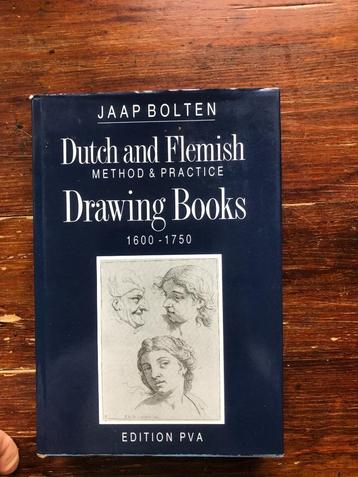 JAAP BOLTEN
Dutch and Flemish
METHOD & PRACTICE
Drawing Books
1600 - 1750
EDITION PVA